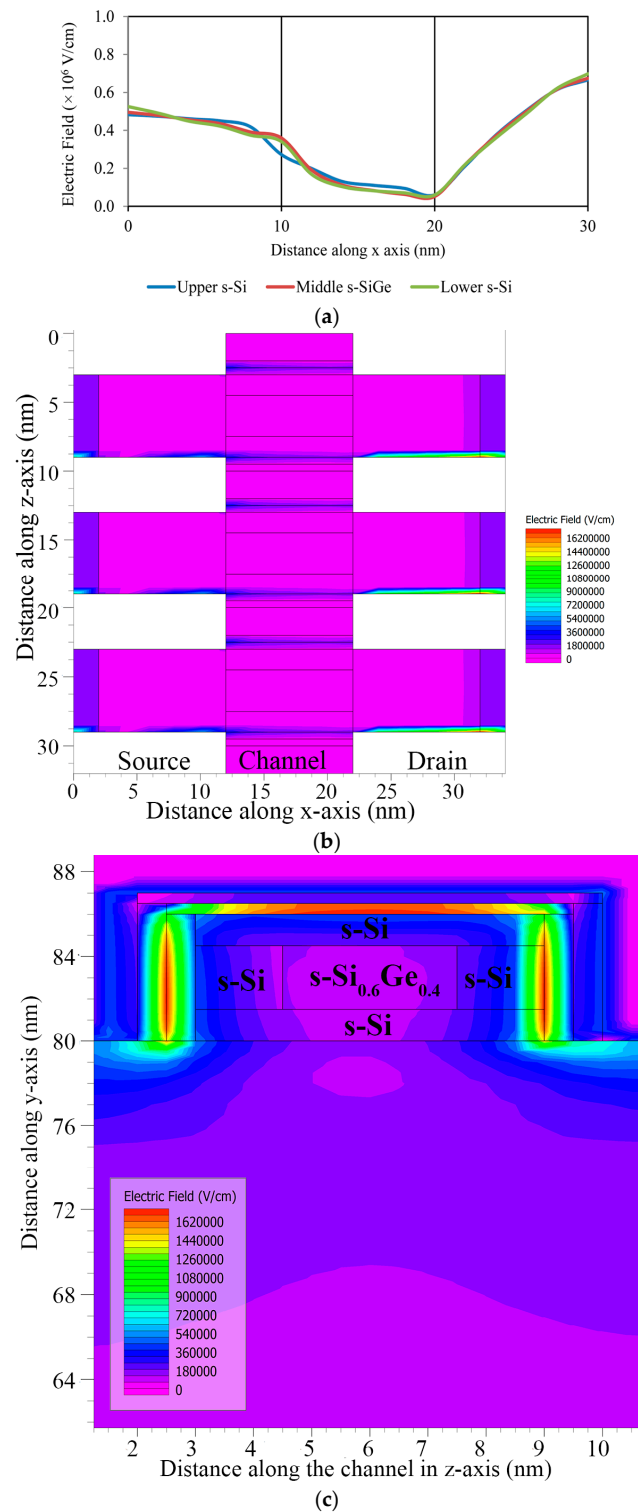 1.0
0.8
0.6
0.4
0.2
0.0
Electric Field (× 10⁶ V/cm)
0 10 20 30
Distance along x axis (nm)
Upper s-Si Middle s-SiGe Lower s-Si
(a)
0
5
10
15
20
25
30
Distance along z-axis (nm)
Source Channel Drain
0 5 10 15 20 25 30
Distance along x-axis (nm)
Electric Field (V/cm)
16200000
14400000
12600000
10800000
9000000
7200000
5400000
3600000
1800000
0
(b)
88
84
80
76
72
68
64
Distance along y-axis (nm)
s-Si
s-Si s-Si₀.₆Ge₀.₄ s-Si
s-Si
Electric Field (V/cm)
1620000
1440000
1260000
1080000
900000
720000
540000
360000
180000
0
2 3 4 5 6 7 8 9 10
Distance along the channel in z-axis (nm)
(c)